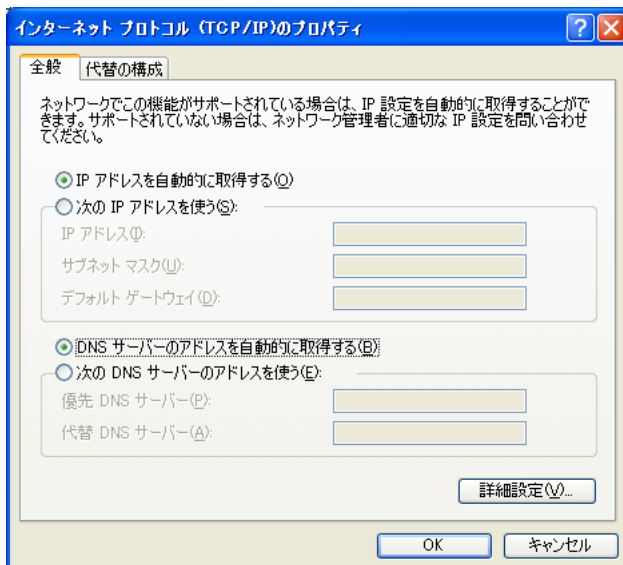 インターネット プロトコル (TCP/IP)のプロパティ
全般
代替の構成
ネットワークでこの機能がサポートされている場合は、IP 設定を自動的に取得することがで
きます。サポートされていない場合は、ネットワーク管理者に適切な IP 設定を問い合わせ
てください。
IP アドレスを自動的に取得する(O)
次の IP アドレスを使う(S):
IP アドレス(I):
サブネット マスク(U):
デフォルト ゲートウェイ(D):
DNS サーバーのアドレスを自動的に取得する(B)
次の DNS サーバーのアドレスを使う(E):
優先 DNS サーバー(P):
代替 DNS サーバー(A):
詳細設定(V)...
OK
キャンセル